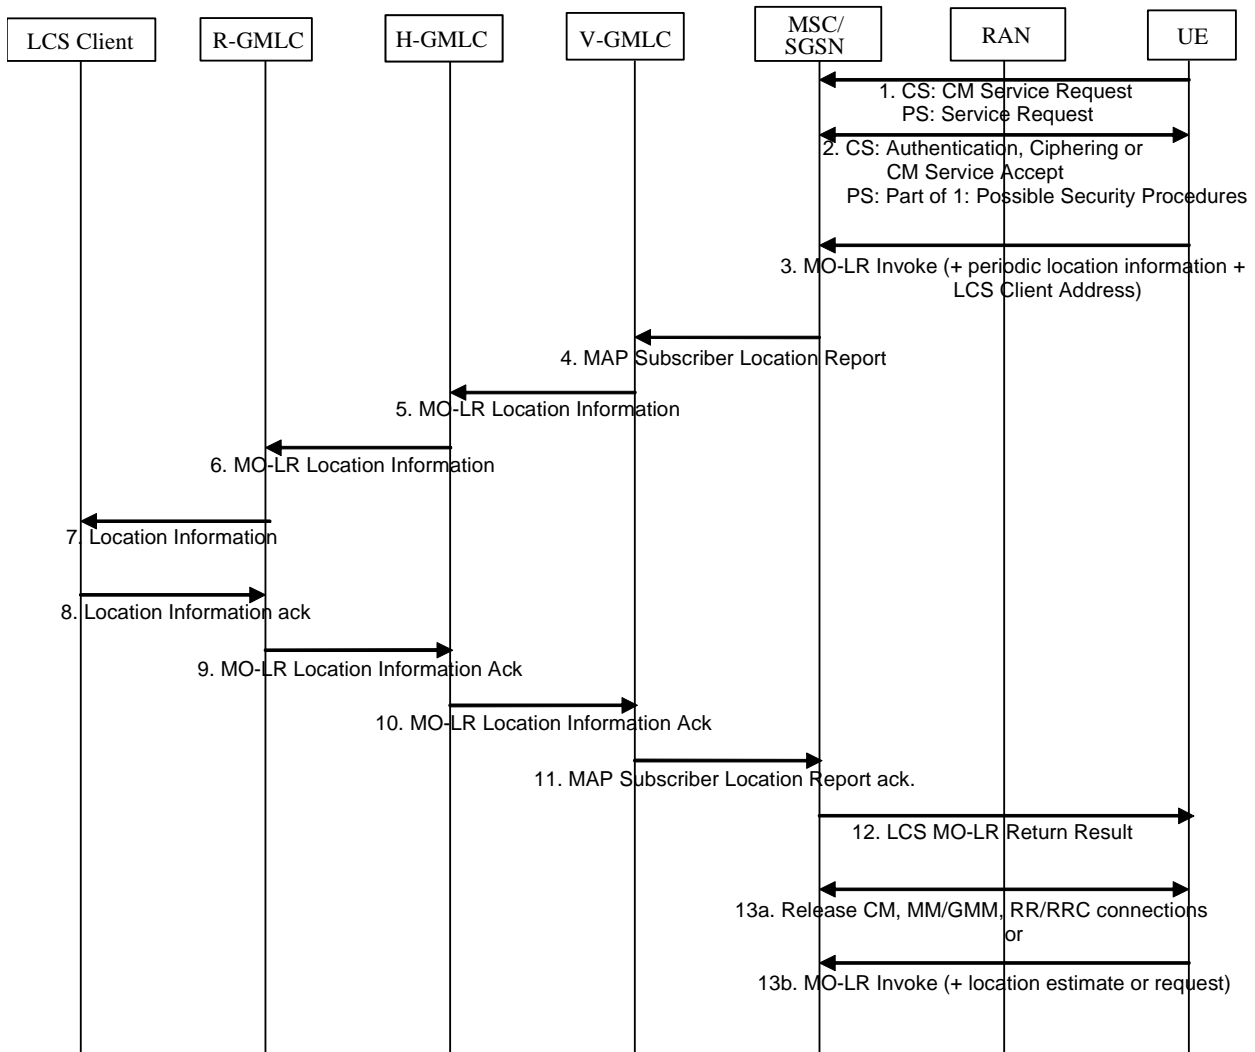 LCS Client
R-GMLC
H-GMLC
V-GMLC
MSC/
SGSN
RAN
UE
1. CS: CM Service Request
PS: Service Request
2. CS: Authentication, Ciphering or
CM Service Accept
PS: Part of 1: Possible Security Procedures
3. MO-LR Invoke (+ periodic location information +
LCS Client Address)
4. MAP Subscriber Location Report
5. MO-LR Location Information
6. MO-LR Location Information
7. Location Information
8. Location Information ack
9. MO-LR Location Information Ack
10. MO-LR Location Information Ack
11. MAP Subscriber Location Report ack.
12. LCS MO-LR Return Result
13a. Release CM, MM/GMM, RR/RRC connections
or
13b. MO-LR Invoke (+ location estimate or request)